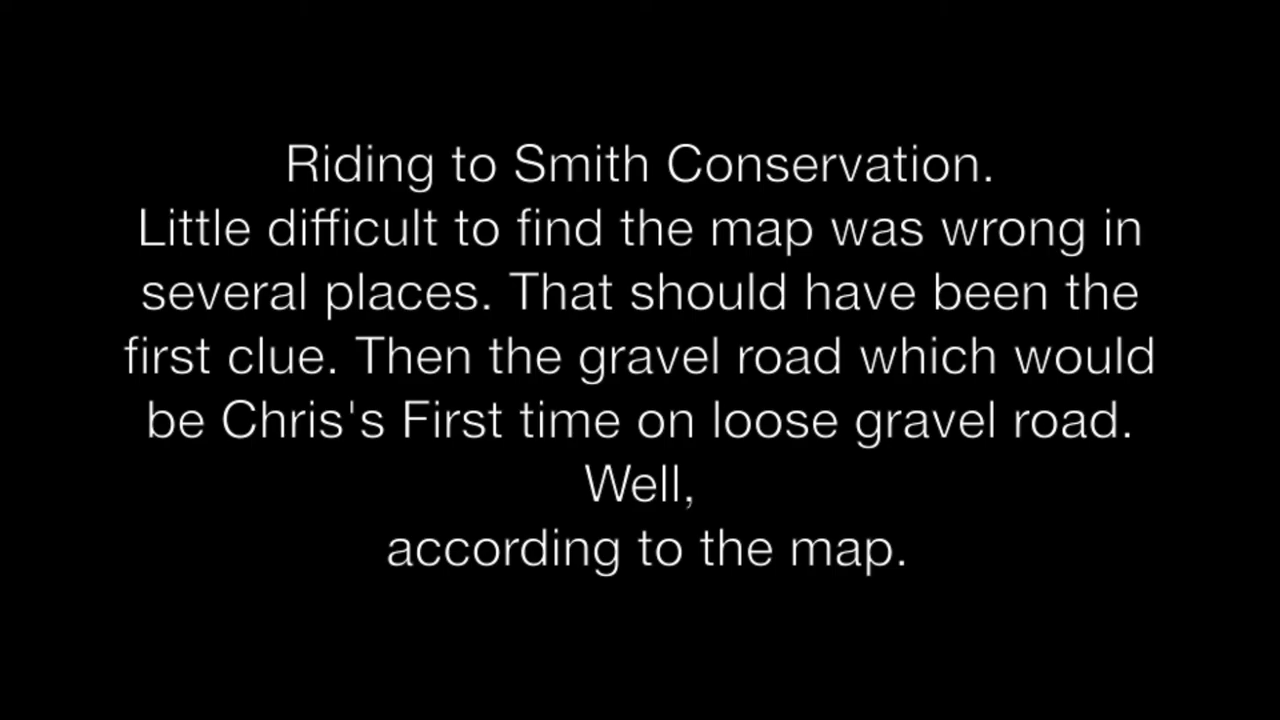 Riding to Smith Conservation.
Little difficult to find the map was wrong in
several places. That should have been the
first clue. Then the gravel road which would
be Chris's First time on loose gravel road.
Well,
according to the map.